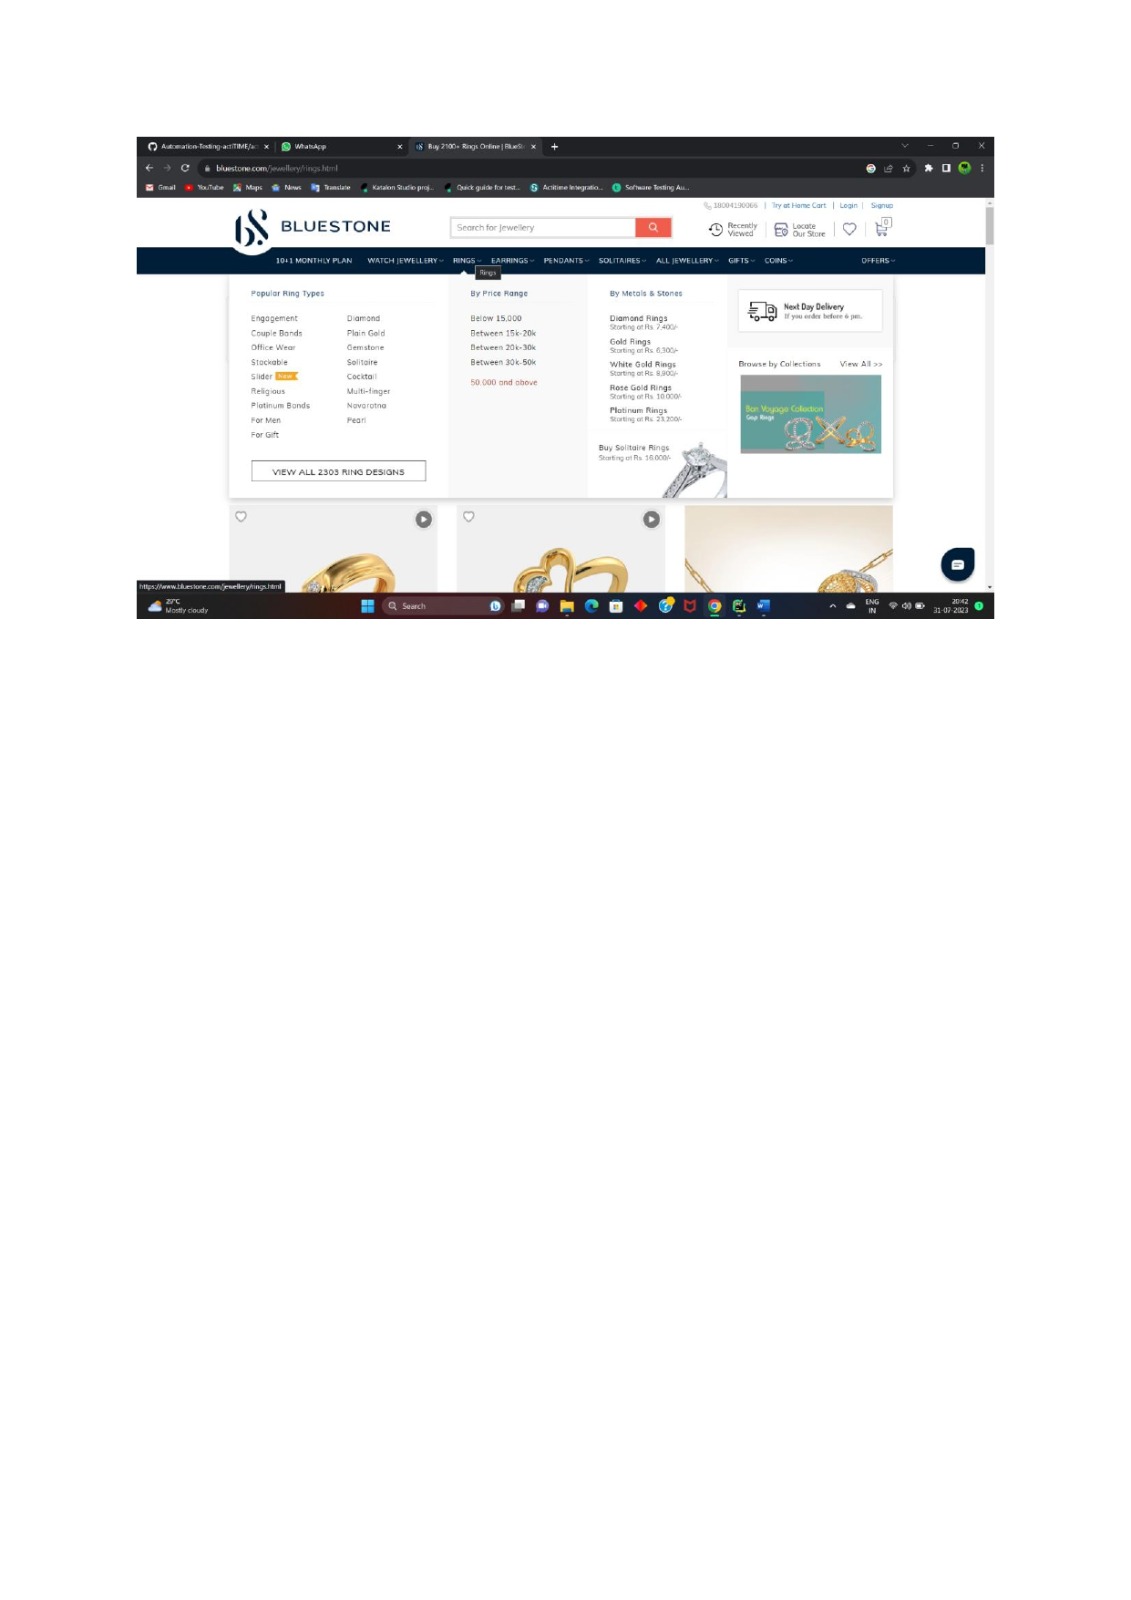 Automation-Testing-actiTIME/ac
WhatsApp
Buy 2100+ Rings Online | BlueSt
bluestone.com/jewellery/rings.html
Gmail YouTube Maps News Translate Katalon Studio proj... Quick guide for test... Actitime Integratio... Software Testing Au...
18004190066 | Try at Home Cart | Login | Signup
BLUESTONE
Search for Jewellery
Recently Viewed
Locate Our Store
0
10+1 MONTHLY PLAN WATCH JEWELLERY RINGS EARRINGS PENDANTS SOLITAIRES ALL JEWELLERY GIFTS COINS OFFERS
Rings
Popular Ring Types
Engagement
Couple Bands
Office Wear
Stackable
Slider New
Religious
Platinum Bands
For Men
For Gift
Diamond
Plain Gold
Gemstone
Solitaire
Cocktail
Multi-finger
Navaratna
Pearl
VIEW ALL 2303 RING DESIGNS
By Price Range
Below 15,000
Between 15k-20k
Between 20k-30k
Between 30k-50k
50,000 and above
By Metals & Stones
Diamond Rings
Starting at Rs. 7,400/-
Gold Rings
Starting at Rs. 6,300/-
White Gold Rings
Starting at Rs. 8,900/-
Rose Gold Rings
Starting at Rs. 10,000/-
Platinum Rings
Starting at Rs. 23,200/-
Buy Solitaire Rings
Starting at Rs. 16,000/-
Next Day Delivery
If you order before 6 pm.
Browse by Collections View All >>
Bon Voyage Collection
https://www.bluestone.com/jewellery/rings.html
29°C
Mostly cloudy
Search
ENG
IN
20:42
31-07-2023